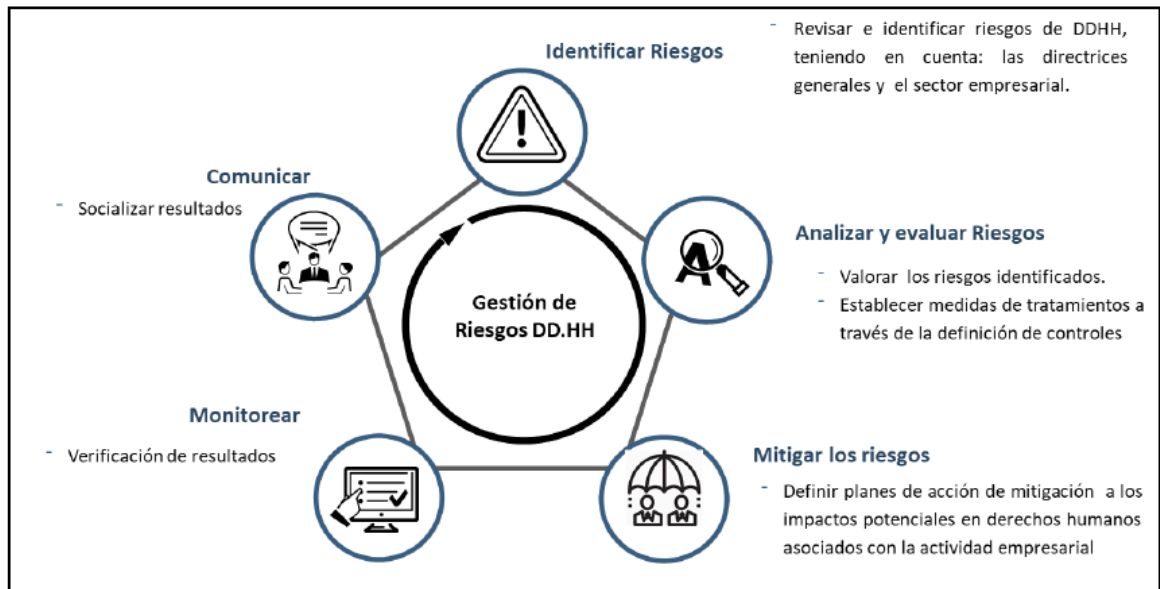 Identificar Riesgos
- Revisar e identificar riesgos de DDHH,
teniendo en cuenta: las directrices
generales y el sector empresarial.
Analizar y evaluar Riesgos
- Valorar los riesgos identificados.
- Establecer medidas de tratamientos a
través de la definición de controles
Mitigar los riesgos
- Definir planes de acción de mitigación a los
impactos potenciales en derechos humanos
asociados con la actividad empresarial
Monitorear
- Verificación de resultados
Comunicar
- Socializar resultados
Gestión de
Riesgos DD.HH